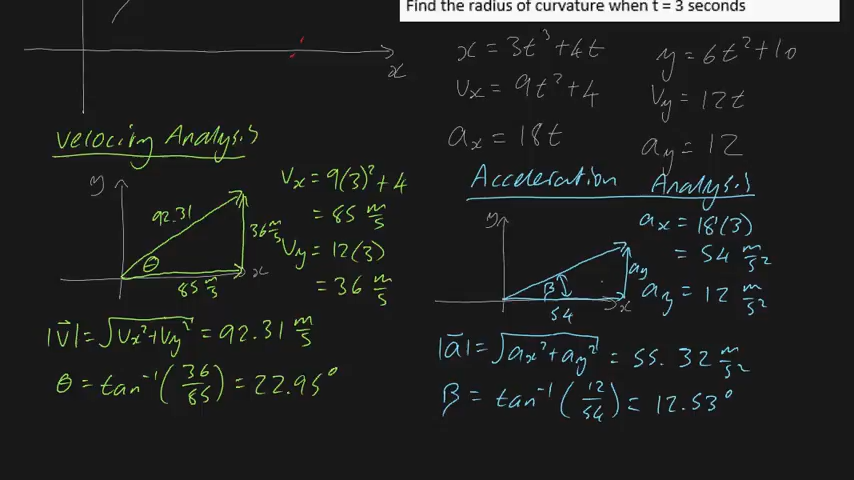 Find the radius of curvature when t = 3 seconds
x
x = 3t³ + 4t
y = 6t² + 10
Vx = 9t² + 4
Vy = 12t
ax = 18t
ay = 12
Velocity Analysis
y
92.31
36 m/s
θ
x
85 m/s
Vx = 9(3)² + 4
= 85 m/s
Vy = 12(3)
= 36 m/s
|V⃗| = √(Vx² + Vy²) = 92.31 m/s
θ = tan⁻¹(36/85) = 22.95°
Acceleration Analysis
y
ay
β
x
54
ax = 18(3)
= 54 m/s²
ay = 12 m/s²
|a⃗| = √(ax² + ay²) = 55.32 m/s²
β = tan⁻¹(12/54) = 12.53°